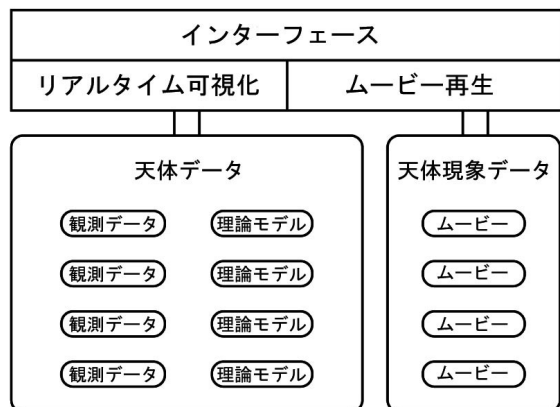 インターフェース
リアルタイム可視化 ムービー再生
天体データ 天体現象データ
観測データ 理論モデル ムービー
観測データ 理論モデル ムービー
観測データ 理論モデル ムービー
観測データ 理論モデル ムービー